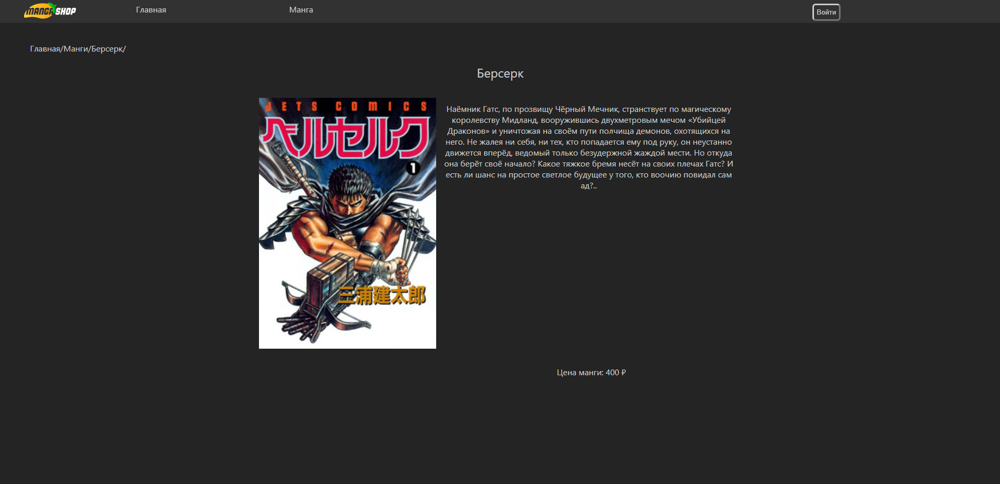 MANGA SHOP
Главная
Манга
Войти
Главная/Манги/Берсерк/
Берсерк
JETS COMICS
ベルセルク
1
三浦建太郎
Наёмник Гатс, по прозвищу Чёрный Мечник, странствует по магическому
королевству Мидланд, вооружившись двухметровым мечом «Убийцей
Драконов» и уничтожая на своём пути полчища демонов, охотящихся на
него. Не жалея ни себя, ни тех, кто попадается ему под руку, он неустанно
движется вперёд, ведомый только безудержной жаждой мести. Но откуда
она берёт своё начало? Какое тяжкое бремя несёт на своих плечах Гатс? И
есть ли шанс на простое светлое будущее у того, кто воочию повидал сам
ад?..
Цена манги: 400 ₽